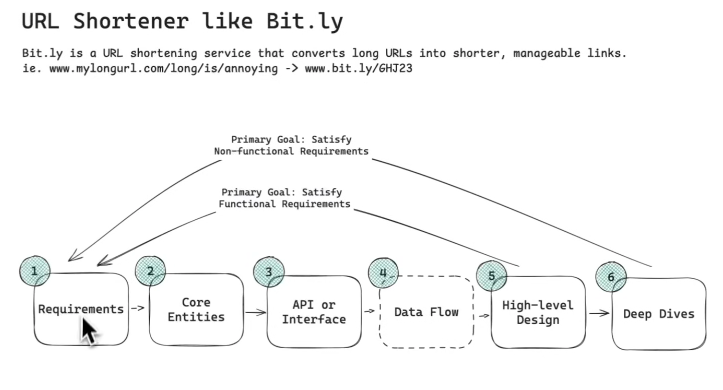 URL Shortener like Bit.ly
Bit.ly is a URL shortening service that converts long URLs into shorter, manageable links.
ie. www.mylongurl.com/long/is/annoying -> www.bit.ly/GHJ23
Primary Goal: Satisfy
Non-functional Requirements
Primary Goal: Satisfy
Functional Requirements
1
Requirements
2
Core
Entities
3
API or
Interface
4
Data Flow
5
High-level
Design
6
Deep Dives